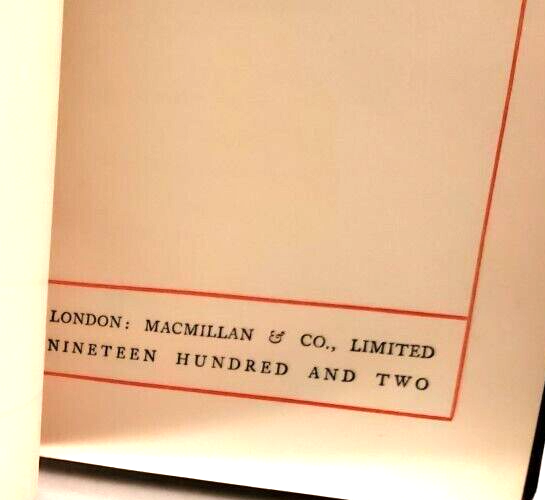 LONDON: MACMILLAN & CO., LIMITED
NINETEEN HUNDRED AND TWO